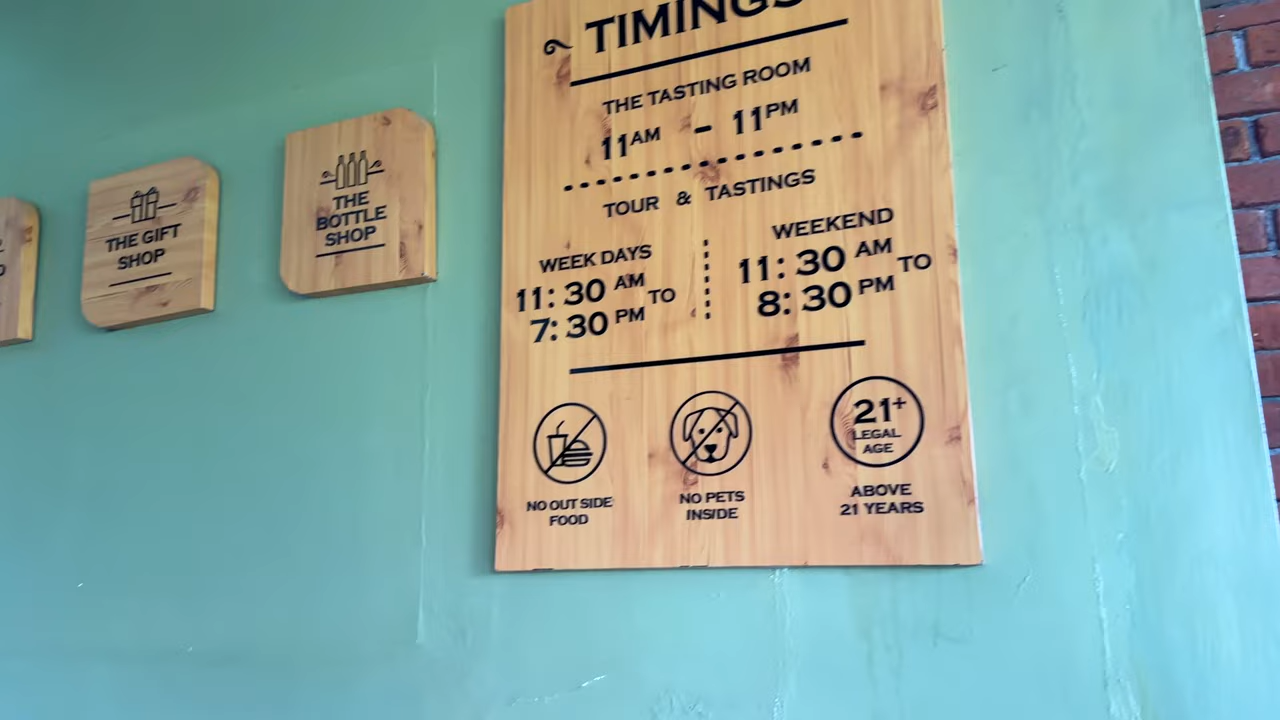 TIMINGS
THE TASTING ROOM
11AM - 11PM
TOUR & TASTINGS
WEEK DAYS
11:30 AM TO
7:30 PM
WEEKEND
11:30 AM TO
8:30 PM
21+
LEGAL
AGE
NO OUT SIDE
FOOD
NO PETS
INSIDE
ABOVE
21 YEARS
THE GIFT
SHOP
THE
BOTTLE
SHOP